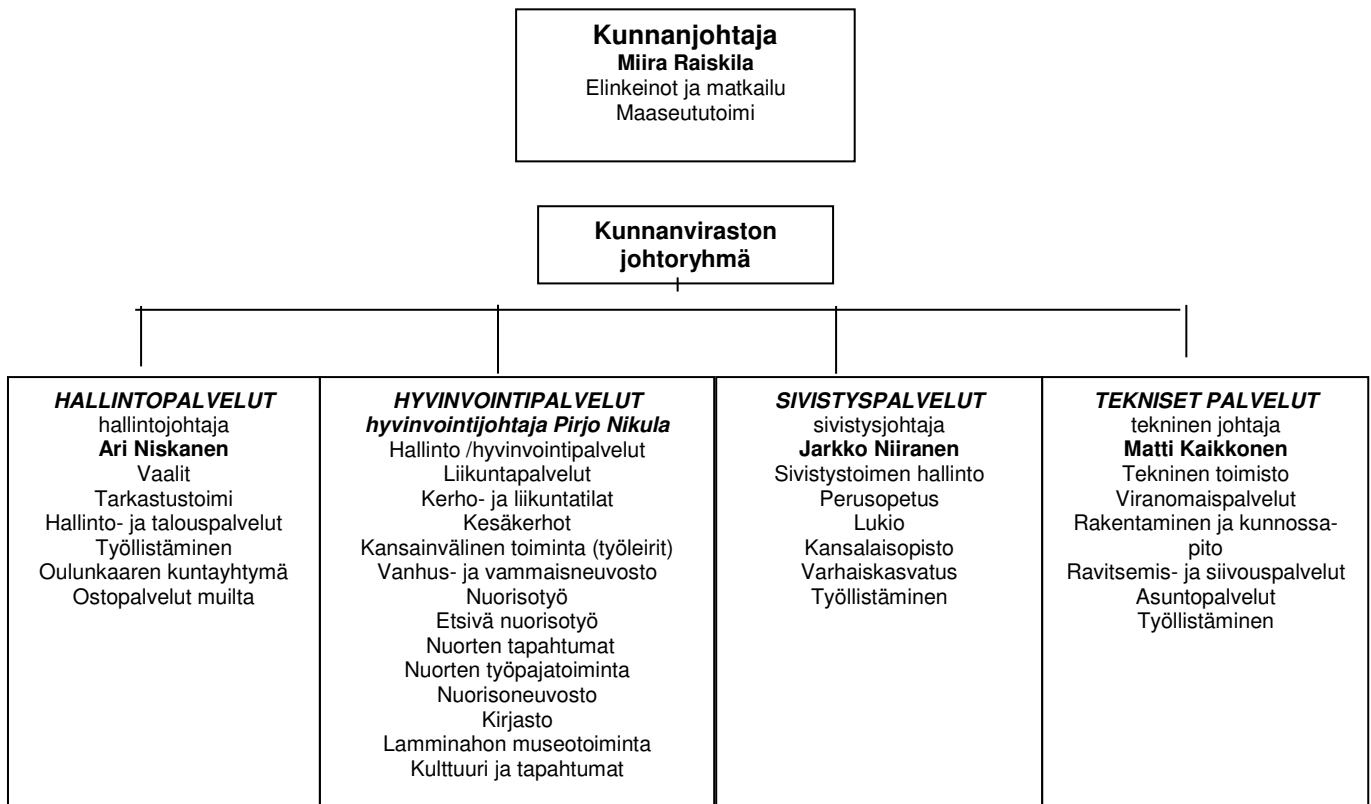 Kunnanjohtaja
Miira Raiskila
Elinkeinot ja matkailu
Maaseututoimi
Kunnanviraston
johtoryhmä
HALLINTOPALVELUT
hallintojohtaja
Ari Niskanen
Vaalit
Tarkastustoimi
Hallinto- ja talouspalvelut
Työllistäminen
Oulunkaaren kuntayhtymä
Ostopalvelut muilta
HYVINVOINTIPALVELUT
hyvinvointijohtaja Pirjo Nikula
Hallinto /hyvinvointipalvelut
Liikuntapalvelut
Kerho- ja liikuntatilat
Kesäkerhot
Kansainvälinen toiminta (työleirit)
Vanhus- ja vammaisneuvosto
Nuorisotyö
Etsivä nuorisotyö
Nuorten tapahtumat
Nuorten työpajatoiminta
Nuorisoneuvosto
Kirjasto
Lamminahon museotoiminta
Kulttuuri ja tapahtumat
SIVISTYSPALVELUT
sivistysjohtaja
Jarkko Niiranen
Sivistystoimen hallinto
Perusopetus
Lukio
Kansalaisopisto
Varhaiskasvatus
Työllistäminen
TEKNISET PALVELUT
tekninen johtaja
Matti Kaikkonen
Tekninen toimisto
Viranomaispalvelut
Rakentaminen ja kunnossa-
pito
Ravitsemis- ja siivouspalvelut
Asuntopalvelut
Työllistäminen